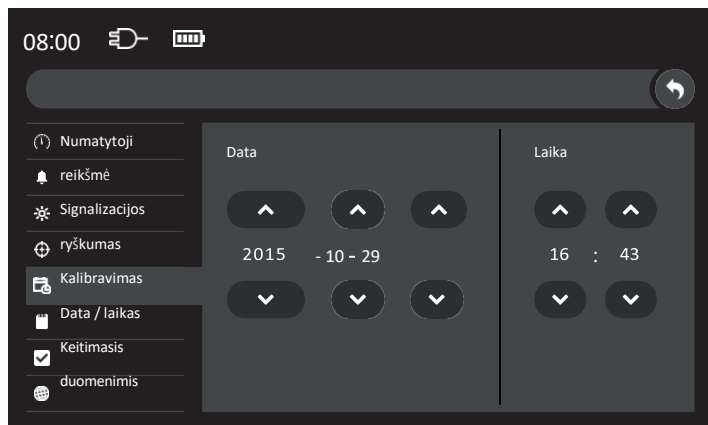 08:00
Numatytoji
reikšmė
Signalizacijos
ryškumas
Kalibravimas
Data / laikas
Keitimasis
duomenimis
Data
2015 - 10 - 29
Laika
16 : 43